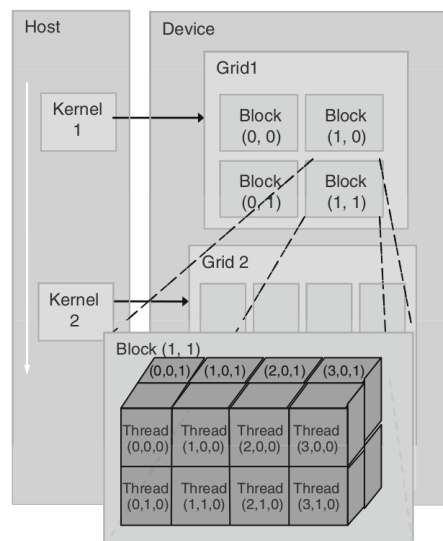 Host
Device
Grid1
Kernel
1
Block
(0, 0)
Block
(1, 0)
Block
(0, 1)
Block
(1, 1)
Grid 2
Kernel
2
Block (1, 1)
(0,0,1) (1,0,1) (2,0,1) (3,0,1)
Thread Thread Thread Thread
(0,0,0) (1,0,0) (2,0,0) (3,0,0)
Thread Thread Thread Thread
(0,1,0) (1,1,0) (2,1,0) (3,1,0)